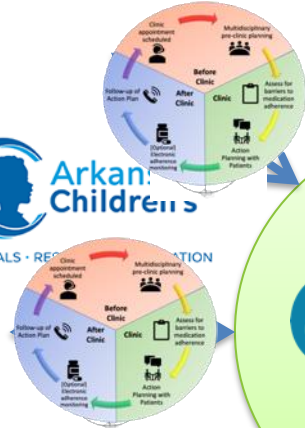 Clinic
appointment
scheduled
Multidisciplinary
pre-clinic planning
Before
Clinic
Follow-up of
Action Plan
After
Clinic
Clinic
Assess for
barriers to
medication
adherence
[Optional]
Electronic
adherence
monitoring
Action
Planning with
Patients
Arkan
Children's
ALS • RE
ATION
Clinic
appointment
scheduled
Multidisciplinary
pre-clinic planning
Before
Clinic
Follow-up of
Action Plan
After
Clinic
Clinic
Assess for
barriers to
medication
adherence
[Optional]
Electronic
adherence
monitoring
Action
Planning with
Patients